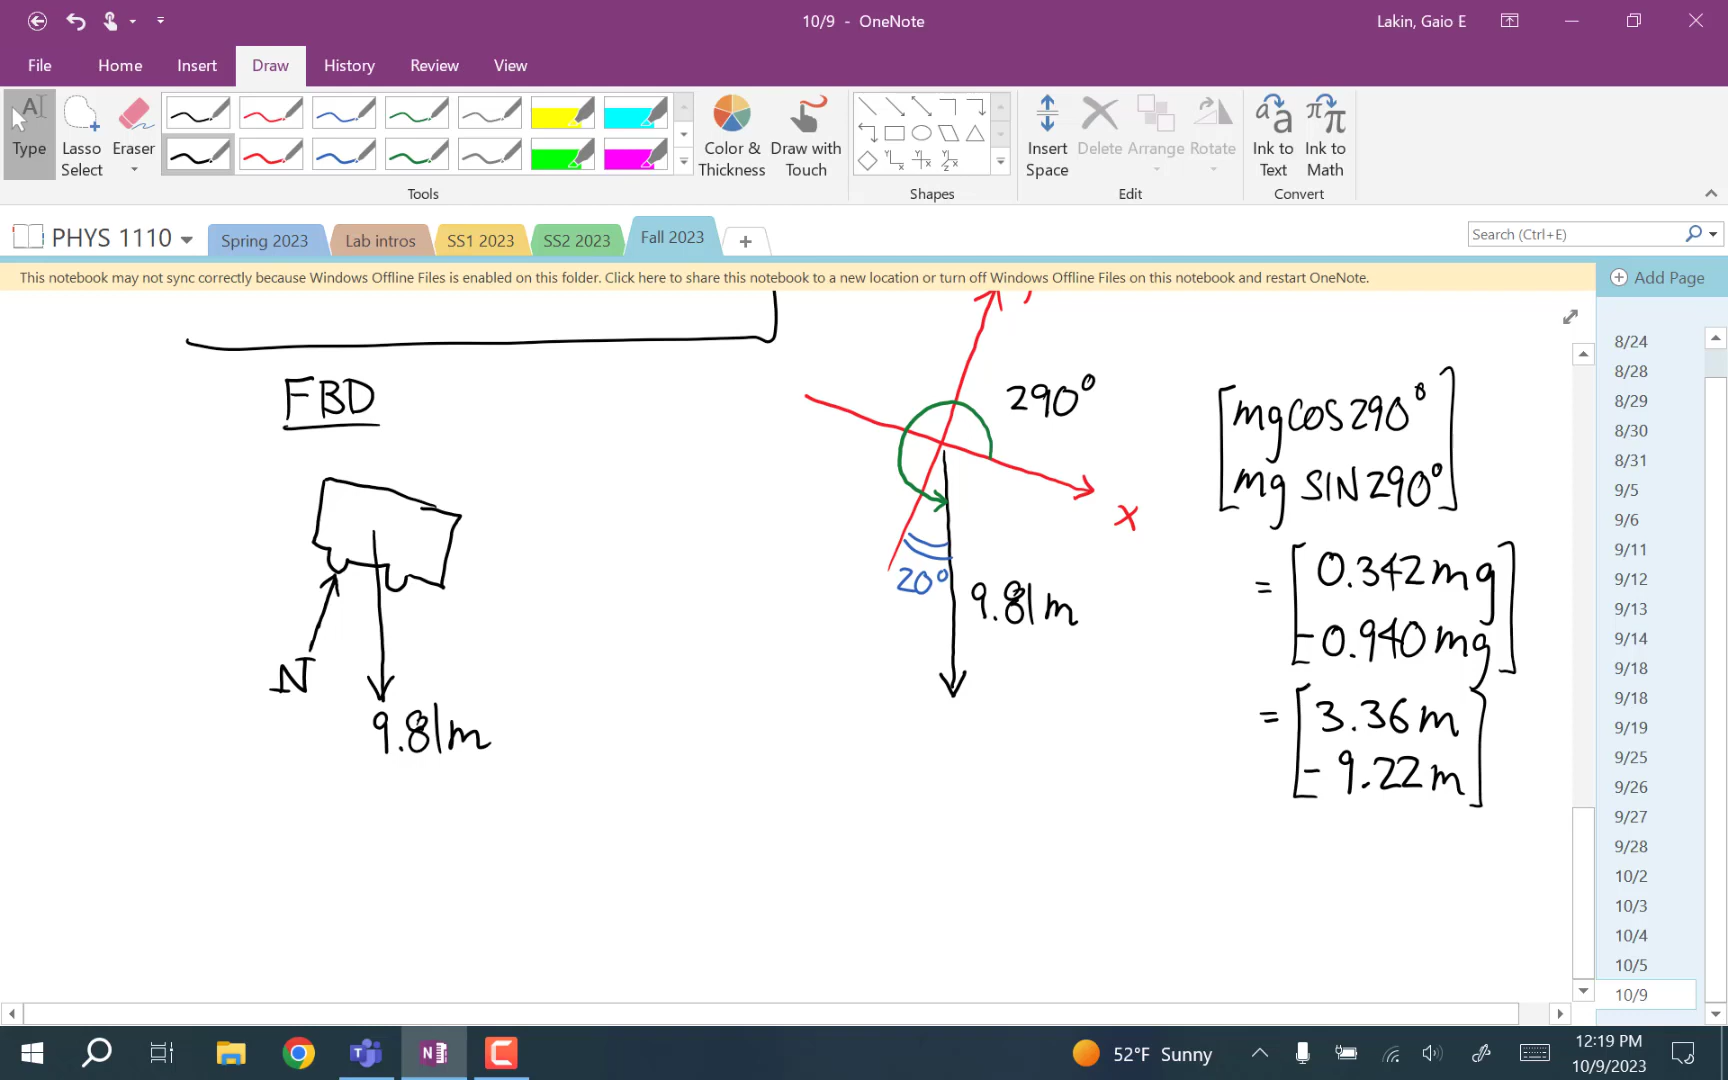 10/9 - OneNote
Lakin, Gaio E
File Home Insert Draw History Review View
Type
Lasso Select
Eraser
Color & Thickness
Draw with Touch
Insert Space
Delete
Arrange
Rotate
Ink to Text
Ink to Math
Tools
Shapes
Edit
Convert
PHYS 1110
Spring 2023
Lab intros
SS1 2023
SS2 2023
Fall 2023
Search (Ctrl+E)
This notebook may not sync correctly because Windows Offline Files is enabled on this folder. Click here to share this notebook to a new location or turn off Windows Offline Files on this notebook and restart OneNote.
Add Page
FBD
N
9.81m
290°
x
20°
9.81m
mg cos 290°
mg SIN 290°
= 0.342 mg
-0.940 mg
= 3.36 m
-9.22 m
8/24
8/28
8/29
8/30
8/31
9/5
9/6
9/11
9/12
9/13
9/14
9/18
9/18
9/19
9/25
9/26
9/27
9/28
10/2
10/3
10/4
10/5
10/9
52°F Sunny
12:19 PM
10/9/2023